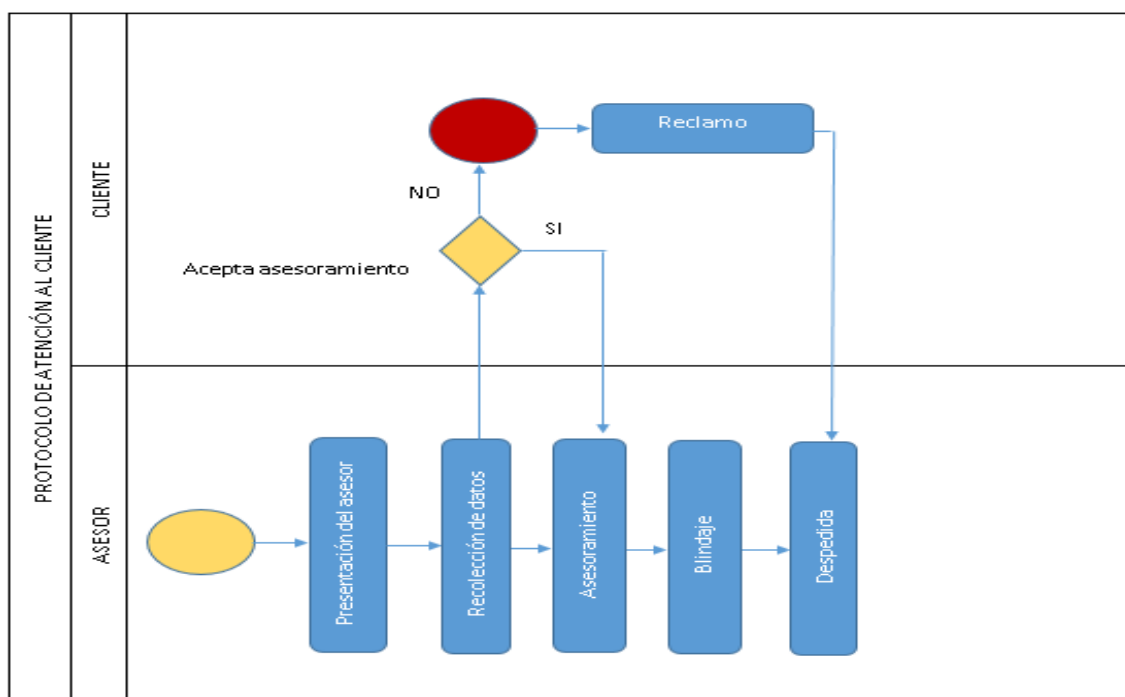 PROTOCOLO DE ATENCIÓN AL CLIENTE
CLIENTE
Reclamo
NO
SI
Acepta asesoramiento
ASESOR
Presentación del asesor
Recolección de datos
Asesoramiento
Blindaje
Despedida